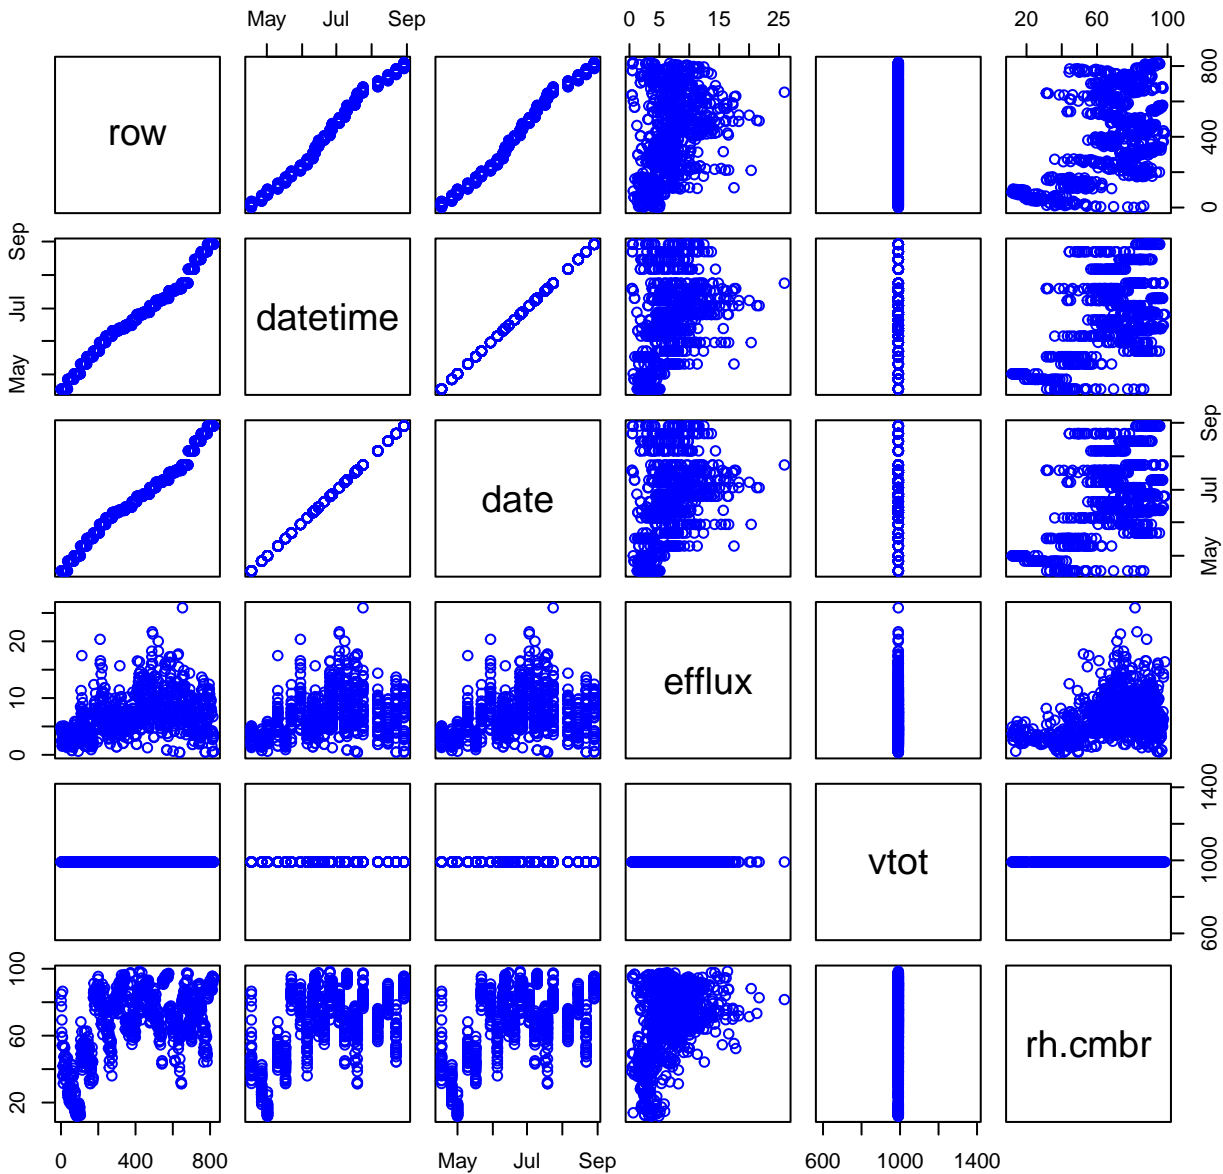 May Jul Sep 0 5 15 25 20 60 100
row 0 400 800
May Jul Sep datetime
date May Jul Sep
0 10 20 efflux
vtot 600 1000 1400
20 60 100 rh.cmbr
0 400 800 May Jul Sep 600 1000 1400